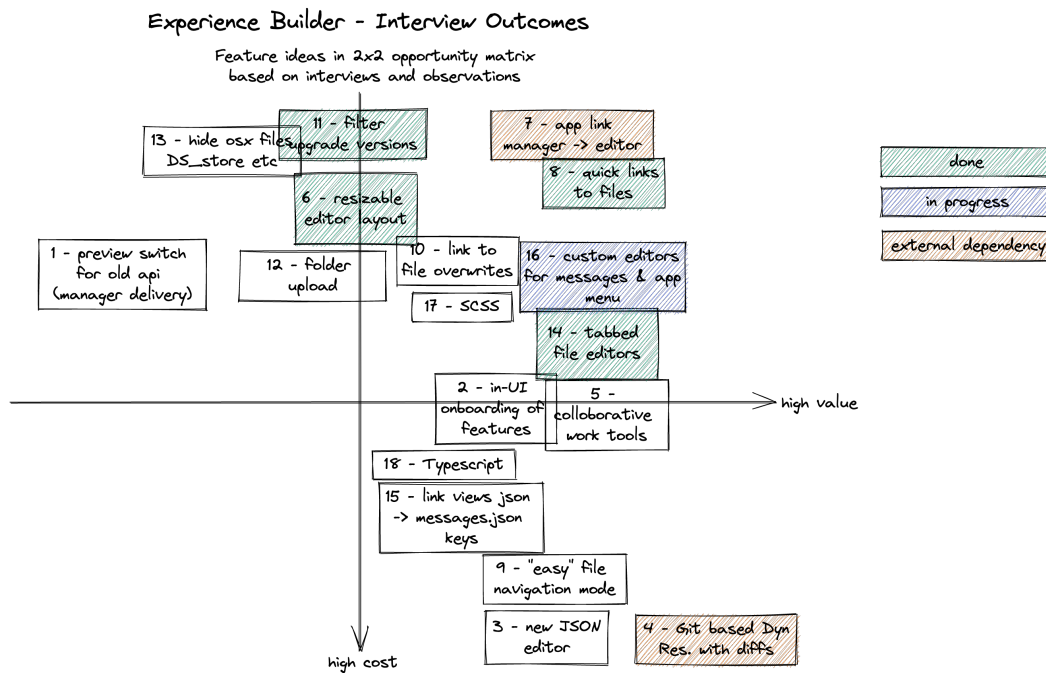 Experience Builder - Interview Outcomes
Feature ideas in 2x2 opportunity matrix
based on interviews and observations
11 - filter
upgrade versions
13 - hide osx files
DS_store etc
7 - app link
manager -> editor
8 - quick links
to files
done
in progress
external dependency
6 - resizable
editor layout
1 - preview switch
for old api
(manager delivery)
12 - folder
upload
10 - link to
file overwrites
16 - custom editors
for messages & app
menu
17 - SCSS
14 - tabbed
file editors
2 - in-UI
onboarding of
features
5 -
colloborative
work tools
high value
18 - Typescript
15 - link views json
-> messages.json
keys
9 - "easy" file
navigation mode
3 - new JSON
editor
4 - Git based Dyn
Res. with diffs
high cost